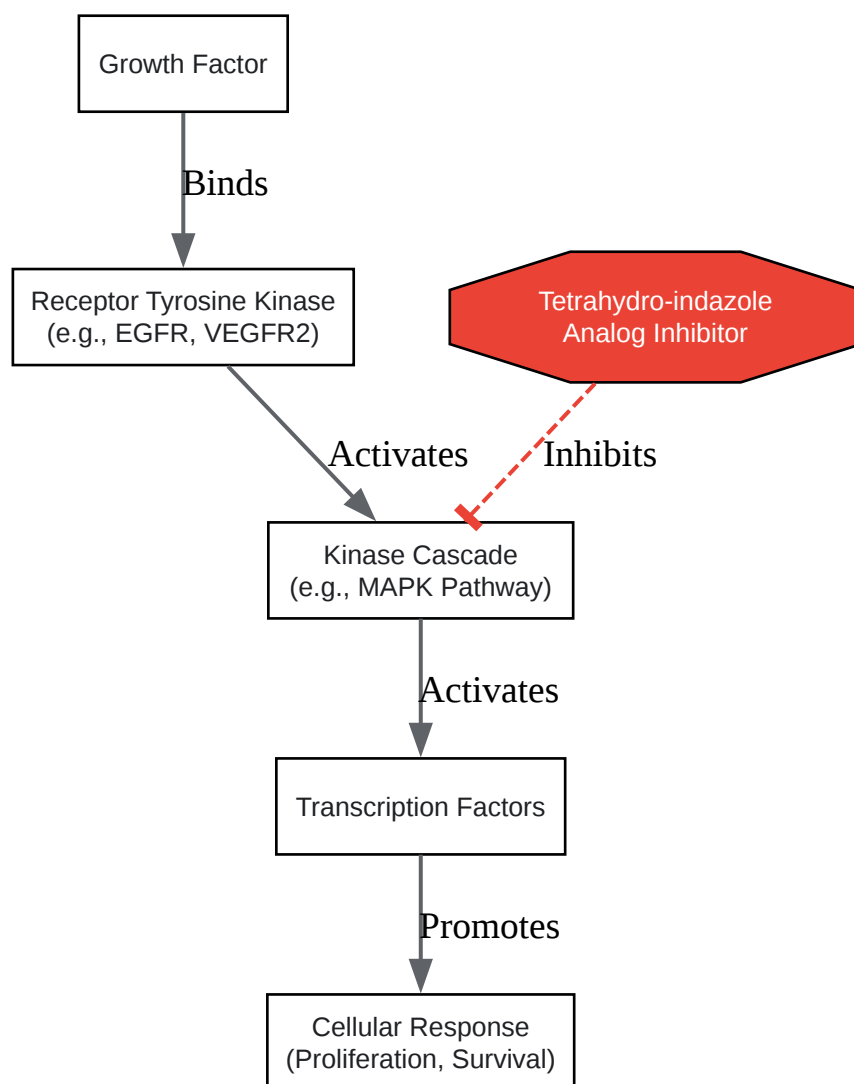 Growth Factor
Binds
Receptor Tyrosine Kinase
(e.g., EGFR, VEGFR2)
Tetrahydro-indazole
Analog Inhibitor
Activates
Inhibits
Kinase Cascade
(e.g., MAPK Pathway)
Activates
Transcription Factors
Promotes
Cellular Response
(Proliferation, Survival)